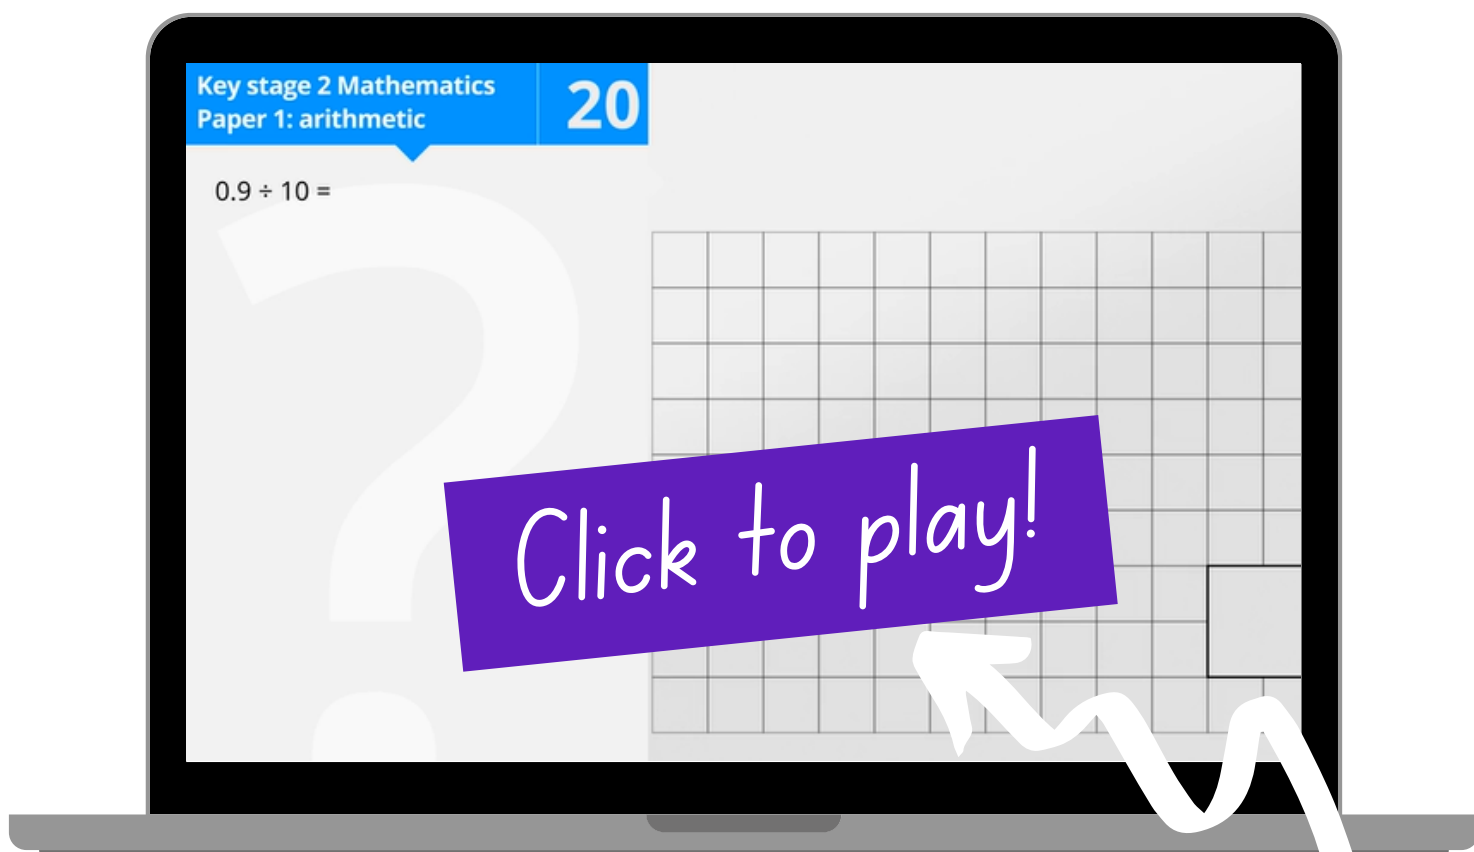 Key stage 2 Mathematics
Paper 1: arithmetic
20
0.9 ÷ 10 =
Click to play!